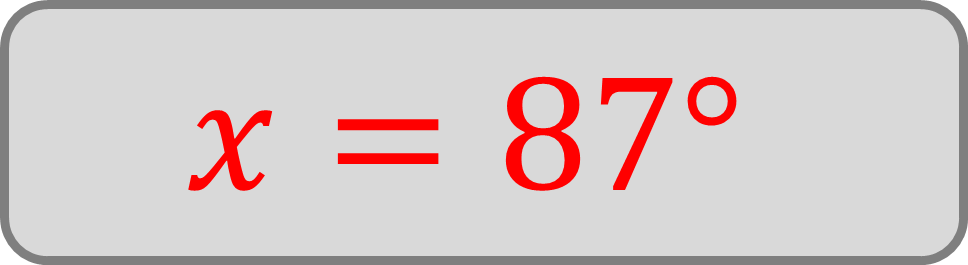 x = 87°